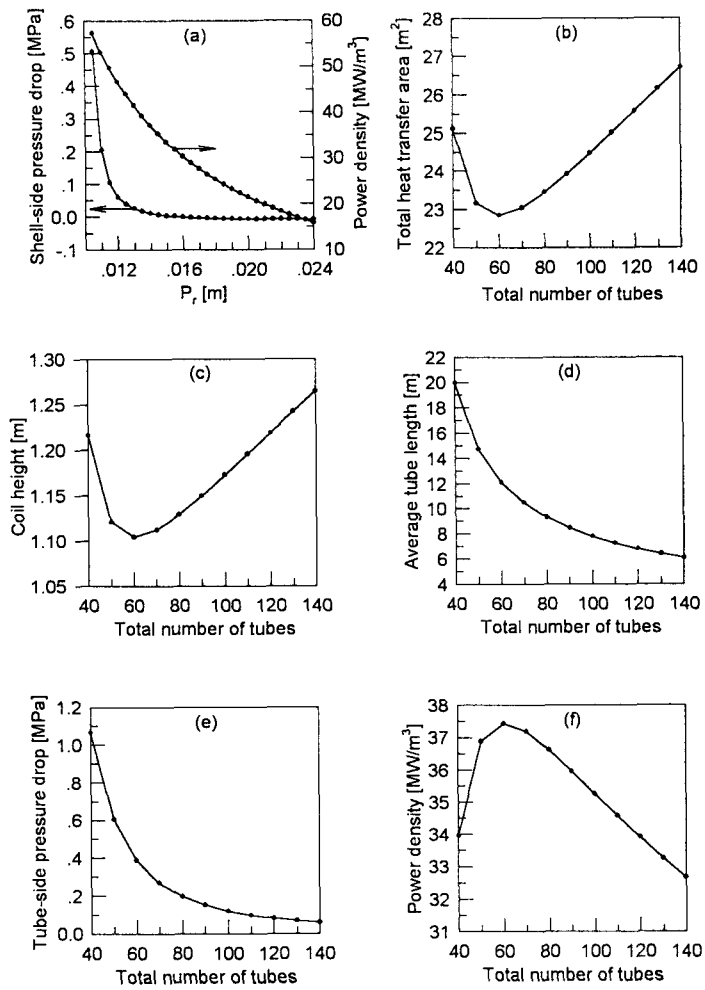 (a)
Shell-side pressure drop [MPa]
.6
.5
.4
.3
.2
.1
0.0
-.1
60
50
40
30
20
10
Power density [MW/m³]
.012 .016 .020 .024
Pr [m]
(b)
Total heat transfer area [m²]
28
27
26
25
24
23
22
40 60 80 100 120 140
Total number of tubes
(c)
Coil height [m]
1.30
1.25
1.20
1.15
1.10
1.05
40 60 80 100 120 140
Total number of tubes
(d)
Average tube length [m]
22
20
18
16
14
12
10
8
6
4
40 60 80 100 120 140
Total number of tubes
(e)
Tube-side pressure drop [MPa]
1.2
1.0
.8
.6
.4
.2
0.0
40 60 80 100 120 140
Total number of tubes
(f)
Power density [MW/m³]
38
37
36
35
34
33
32
31
40 60 80 100 120 140
Total number of tubes